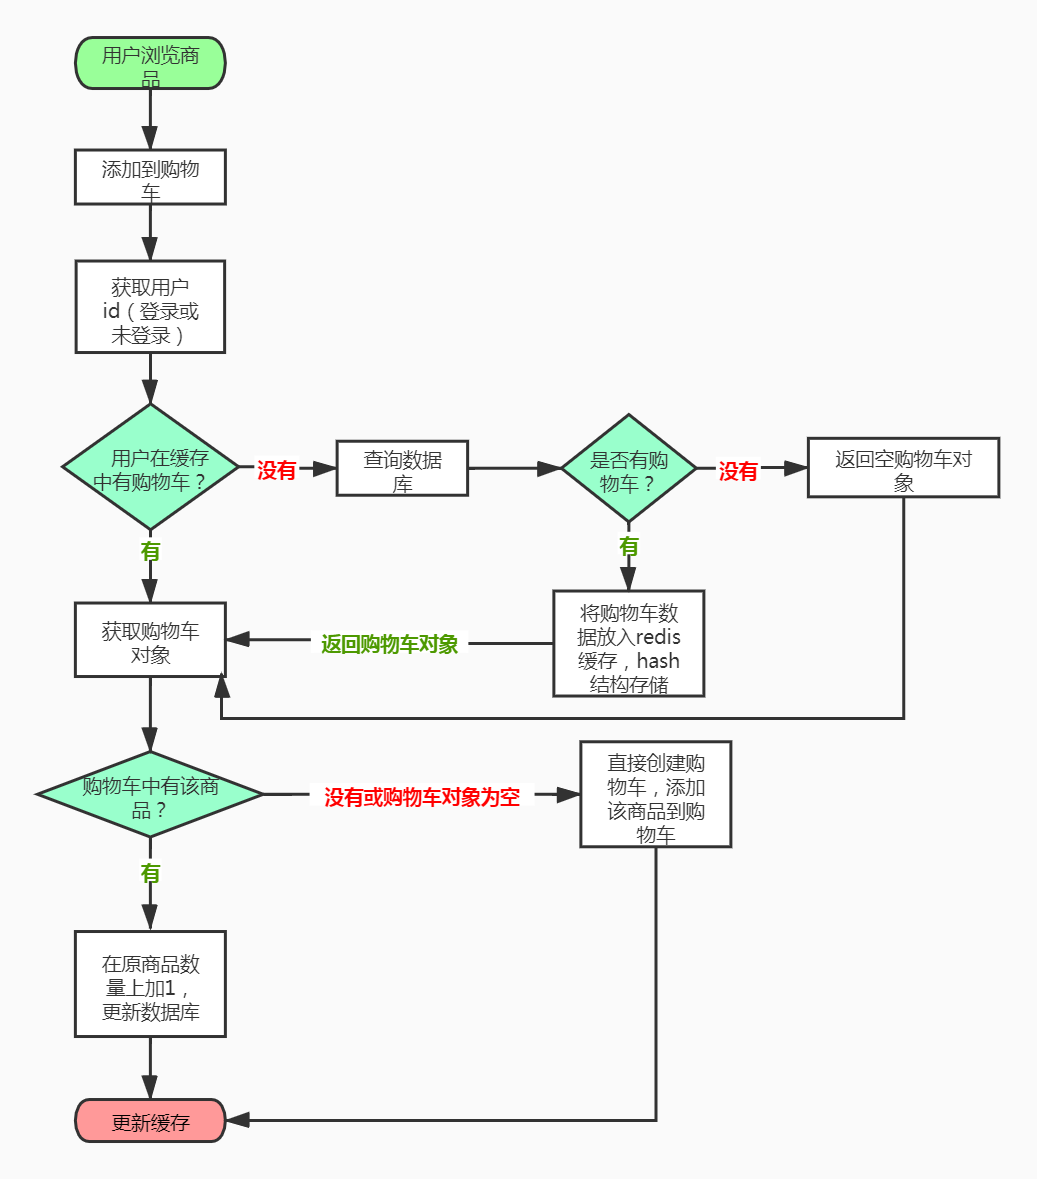 用户浏览商
品
添加到购物
车
获取用户
id（登录或
未登录）
用户在缓存
中有购物车？
没有
查询数据
库
是否有购
物车？
没有
返回空购物车对
象
有
有
将购物车数
据放入redis
缓存，hash
结构存储
返回购物车对象
获取购物车
对象
购物车中有该商
品？
没有或购物车对象为空
直接创建购
物车，添加
该商品到购
物车
有
在原商品数
量上加1，
更新数据库
更新缓存